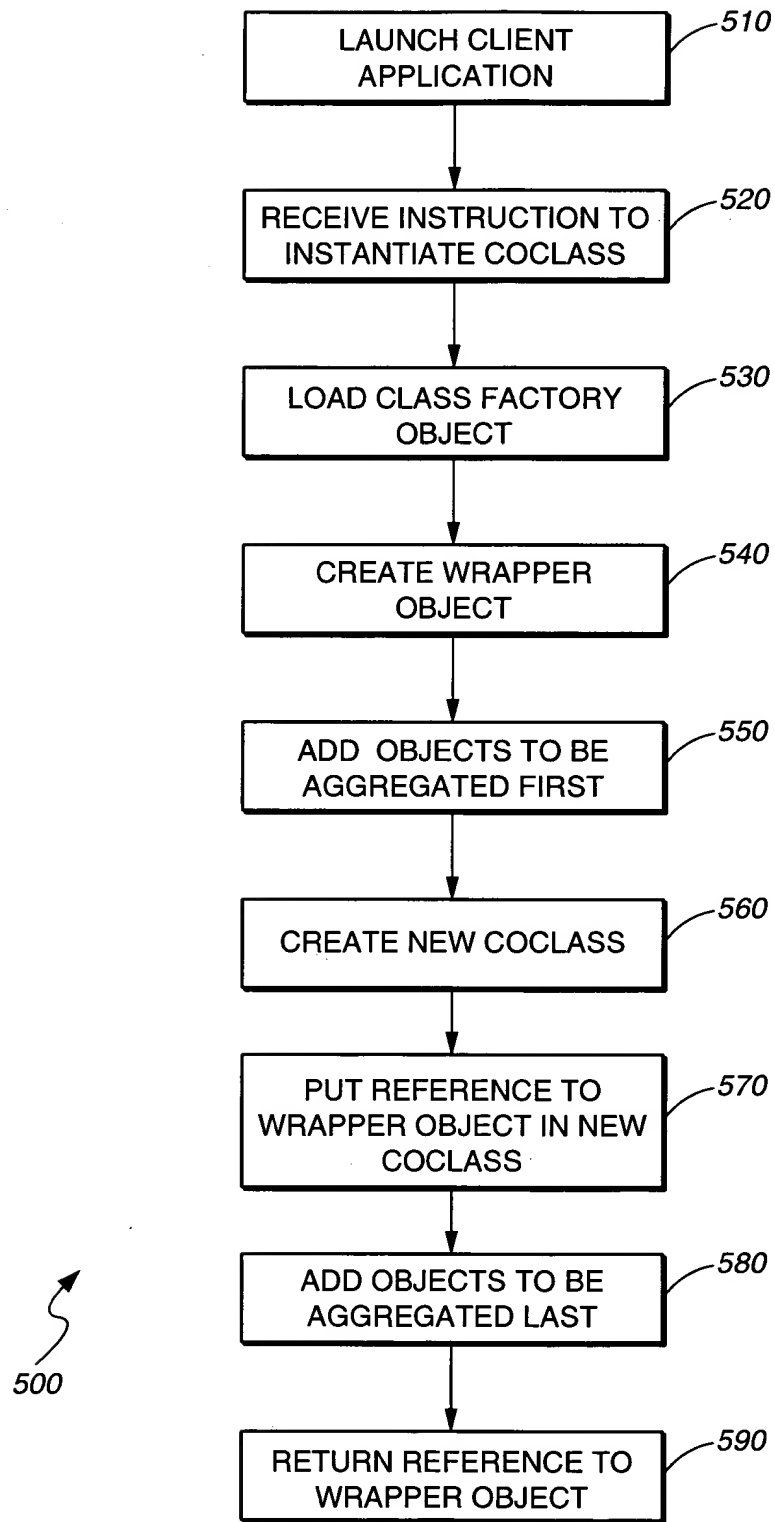 LAUNCH CLIENT
APPLICATION
510
RECEIVE INSTRUCTION TO
INSTANTIATE COCLASS
520
LOAD CLASS FACTORY
OBJECT
530
CREATE WRAPPER
OBJECT
540
ADD OBJECTS TO BE
AGGREGATED FIRST
550
CREATE NEW COCLASS
560
PUT REFERENCE TO
WRAPPER OBJECT IN NEW
COCLASS
570
ADD OBJECTS TO BE
AGGREGATED LAST
580
500
RETURN REFERENCE TO
WRAPPER OBJECT
590